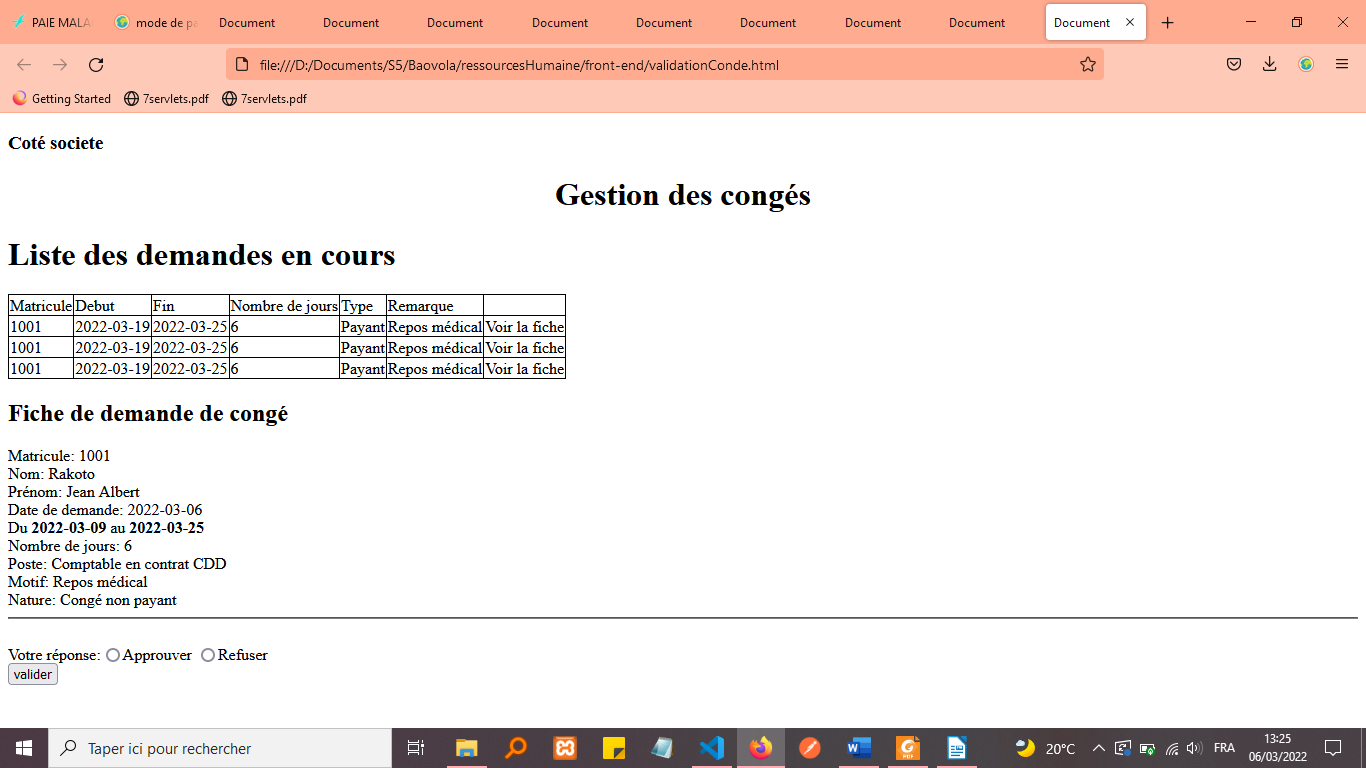 PAIE MALA
mode de pa
Document
Document
Document
Document
Document
Document
Document
Document
Document
file:///D:/Documents/S5/Baovola/ressourcesHumaine/front-end/validationConde.html
Getting Started
7servlets.pdf
7servlets.pdf
Coté societe
Gestion des congés
Liste des demandes en cours
Matricule Debut Fin Nombre de jours Type Remarque
1001 2022-03-19 2022-03-25 6 Payant Repos médical Voir la fiche
1001 2022-03-19 2022-03-25 6 Payant Repos médical Voir la fiche
1001 2022-03-19 2022-03-25 6 Payant Repos médical Voir la fiche
Fiche de demande de congé
Matricule: 1001
Nom: Rakoto
Prénom: Jean Albert
Date de demande: 2022-03-06
Du 2022-03-09 au 2022-03-25
Nombre de jours: 6
Poste: Comptable en contrat CDD
Motif: Repos médical
Nature: Congé non payant
Votre réponse: Approuver Refuser
valider
Taper ici pour rechercher
20°C
FRA
13:25
06/03/2022